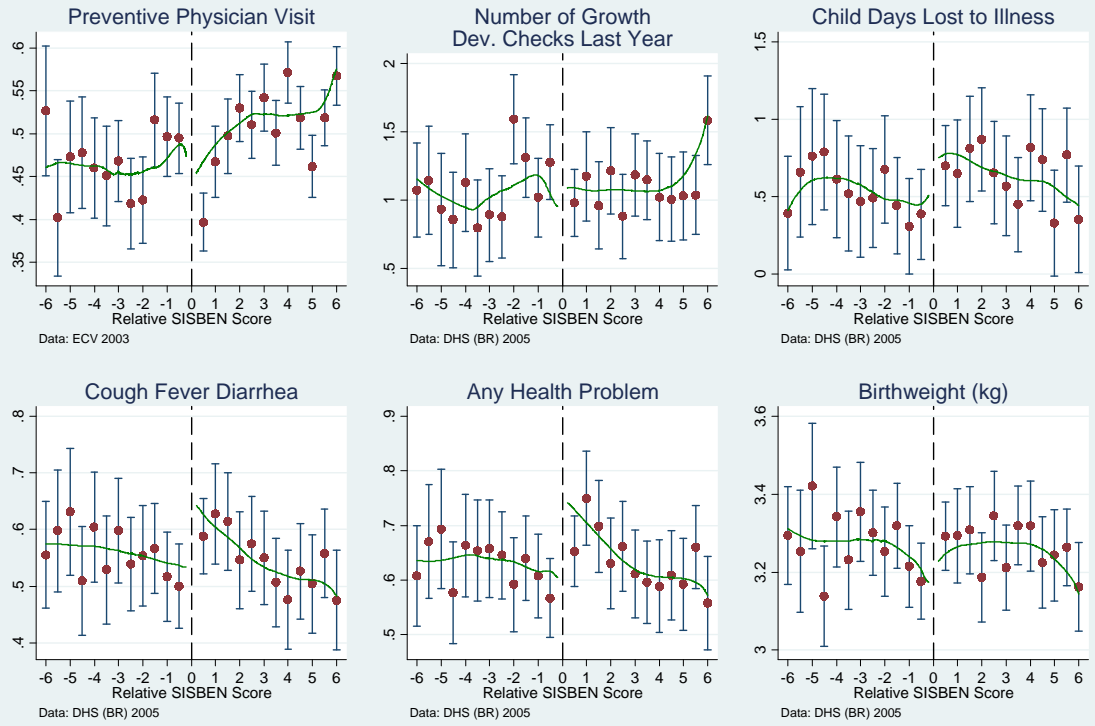 Preventive Physician Visit
.6
.55
.5
.45
.4
.35
-6 -5 -4 -3 -2 -1 0 1 2 3 4 5 6
Relative SISBEN Score
Data: ECV 2003
Number of Growth
Dev. Checks Last Year
2
1.5
1
.5
-6 -5 -4 -3 -2 -1 0 1 2 3 4 5 6
Relative SISBEN Score
Data: DHS (BR) 2005
Child Days Lost to Illness
1.5
1
.5
0
-6 -5 -4 -3 -2 -1 0 1 2 3 4 5 6
Relative SISBEN Score
Data: DHS (BR) 2005
Cough Fever Diarrhea
.8
.7
.6
.5
.4
-6 -5 -4 -3 -2 -1 0 1 2 3 4 5 6
Relative SISBEN Score
Data: DHS (BR) 2005
Any Health Problem
.9
.8
.7
.6
.5
-6 -5 -4 -3 -2 -1 0 1 2 3 4 5 6
Relative SISBEN Score
Data: DHS (BR) 2005
Birthweight (kg)
3.6
3.4
3.2
3
-6 -5 -4 -3 -2 -1 0 1 2 3 4 5 6
Relative SISBEN Score
Data: DHS (BR) 2005